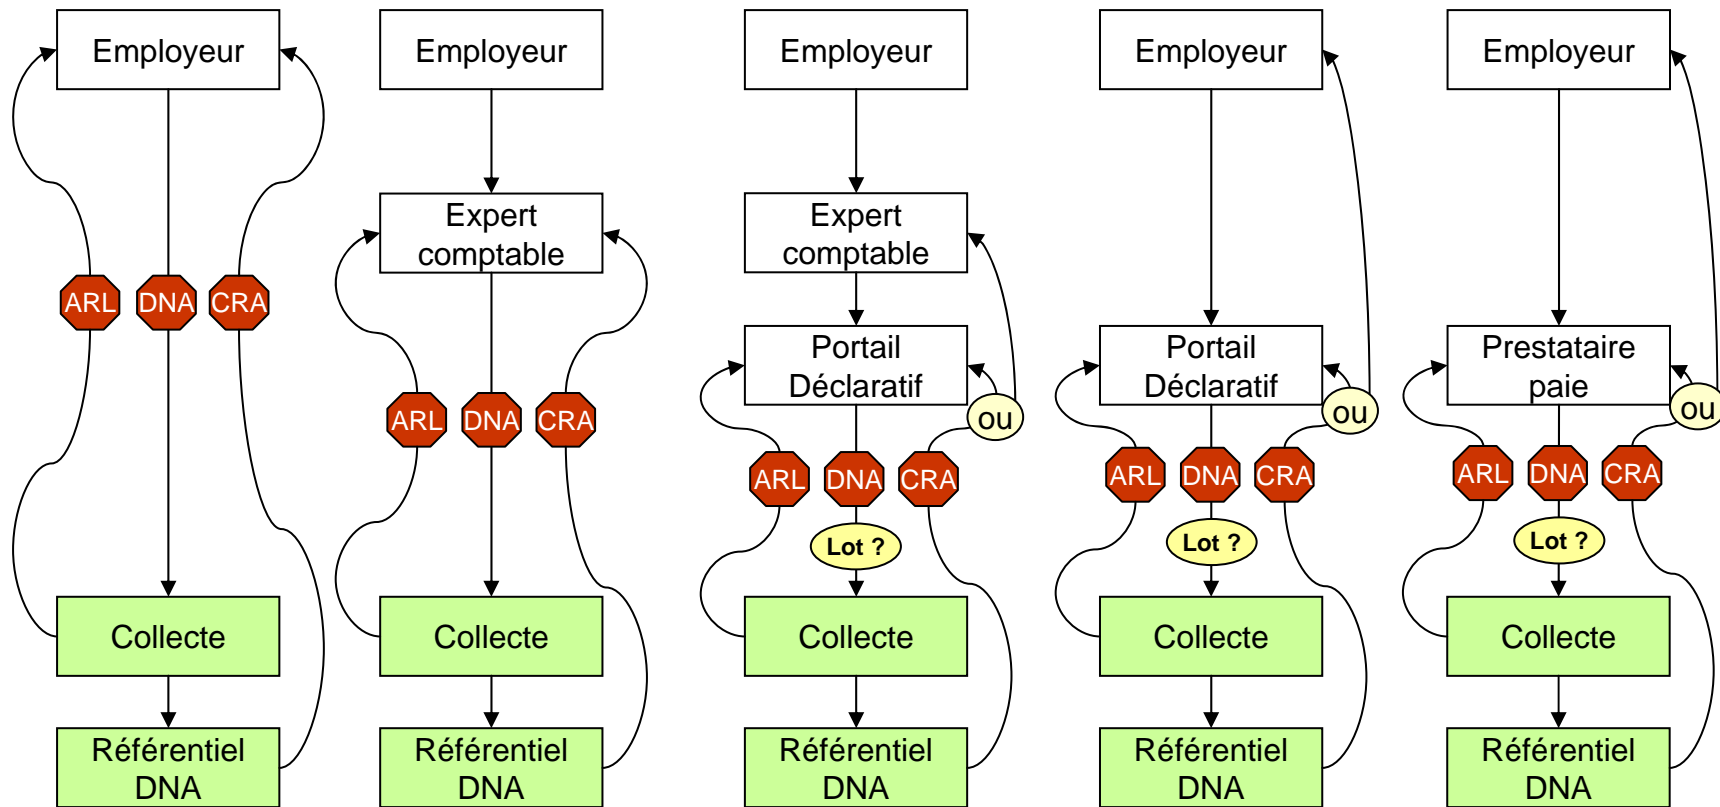 Employeur
Employeur
Employeur
Employeur
Employeur
Expert
comptable
Expert
comptable
ARL
DNA
CRA
Portail
Déclaratif
Portail
Déclaratif
Prestataire
paie
ARL
DNA
CRA
ou
ou
ou
ARL
DNA
CRA
ARL
DNA
CRA
ARL
DNA
CRA
Lot ?
Lot ?
Lot ?
Collecte
Collecte
Collecte
Collecte
Collecte
Référentiel
DNA
Référentiel
DNA
Référentiel
DNA
Référentiel
DNA
Référentiel
DNA